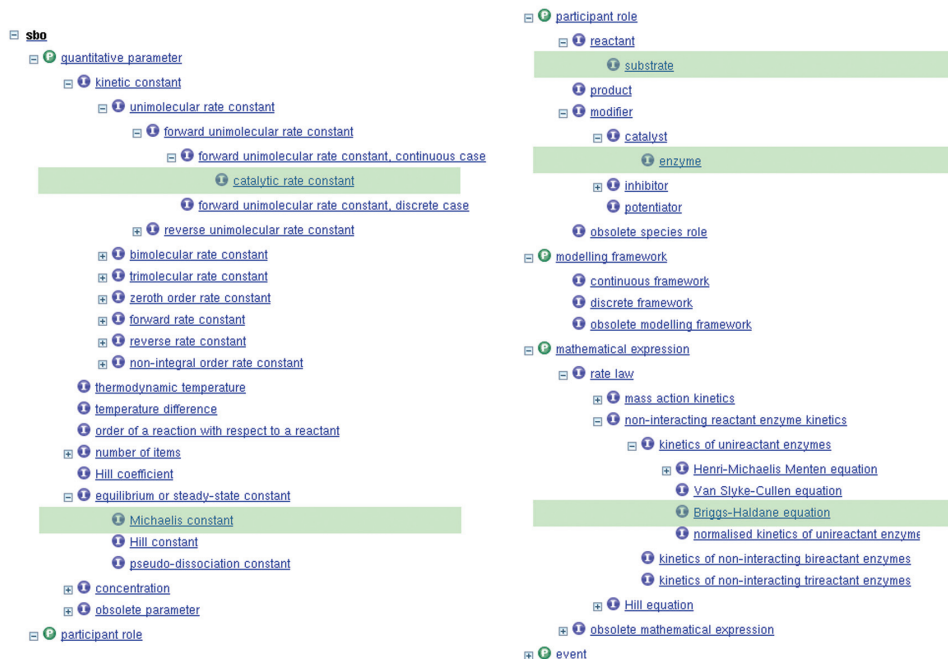 sbo
quantitative parameter
kinetic constant
unimolecular rate constant
forward unimolecular rate constant
forward unimolecular rate constant, continuous case
catalytic rate constant
forward unimolecular rate constant, discrete case
reverse unimolecular rate constant
bimolecular rate constant
trimolecular rate constant
zeroth order rate constant
forward rate constant
reverse rate constant
non-integral order rate constant
thermodynamic temperature
temperature difference
order of a reaction with respect to a reactant
number of items
Hill coefficient
equilibrium or steady-state constant
Michaelis constant
Hill constant
pseudo-dissociation constant
concentration
obsolete parameter
participant role
participant role
reactant
substrate
product
modifier
catalyst
enzyme
inhibitor
potentiator
obsolete species role
modelling framework
continuous framework
discrete framework
obsolete modelling framework
mathematical expression
rate law
mass action kinetics
non-interacting reactant enzyme kinetics
kinetics of unireactant enzymes
Henri-Michaelis Menten equation
Van Slyke-Cullen equation
Briggs-Haldane equation
normalised kinetics of unireactant enzyme
kinetics of non-interacting bireactant enzymes
kinetics of non-interacting trireactant enzymes
Hill equation
obsolete mathematical expression
event